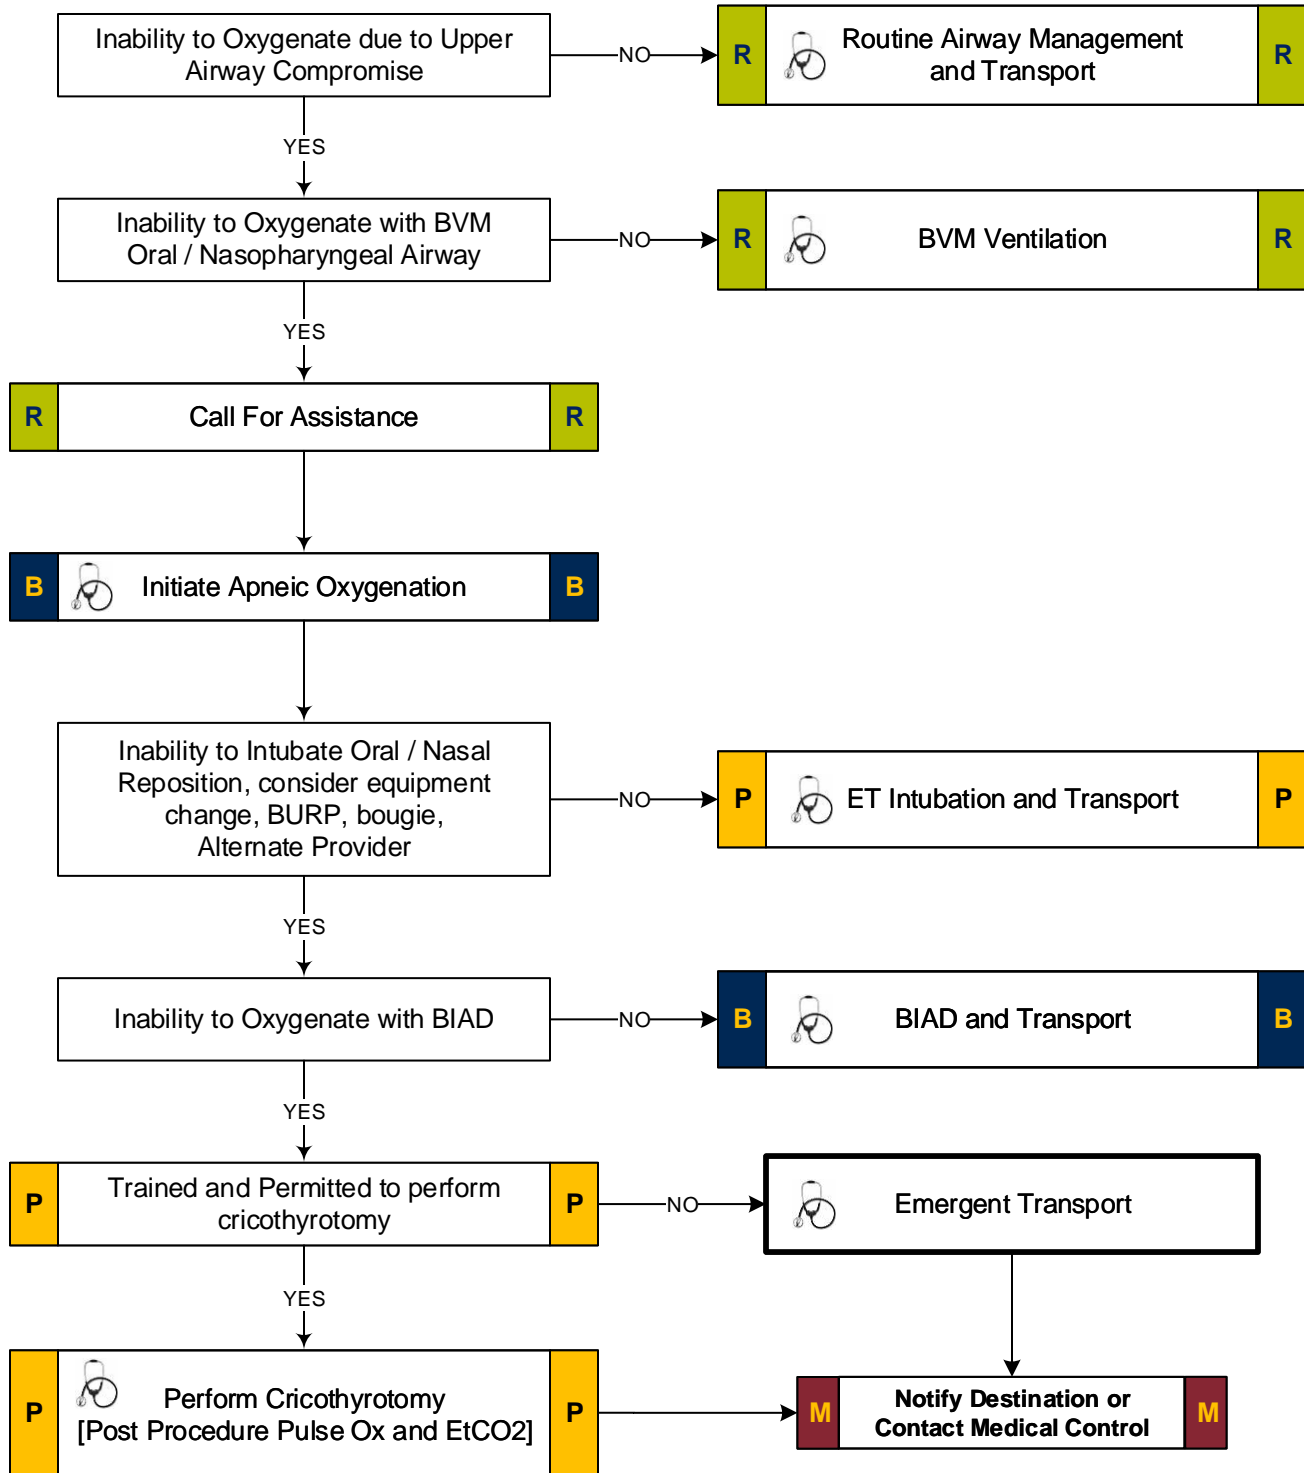 Inability to Oxygenate due to Upper
Airway Compromise
NO
R
Routine Airway Management
and Transport
R
YES
Inability to Oxygenate with BVM
Oral / Nasopharyngeal Airway
NO
R
BVM Ventilation
R
YES
R
Call For Assistance
R
B
Initiate Apneic Oxygenation
B
Inability to Intubate Oral / Nasal
Reposition, consider equipment
change, BURP, bougie,
Alternate Provider
NO
P
ET Intubation and Transport
P
YES
Inability to Oxygenate with BIAD
NO
B
BIAD and Transport
B
YES
P
Trained and Permitted to perform
cricothyrotomy
P
NO
Emergent Transport
YES
P
Perform Cricothyrotomy
[Post Procedure Pulse Ox and EtCO2]
P
M
Notify Destination or
Contact Medical Control
M